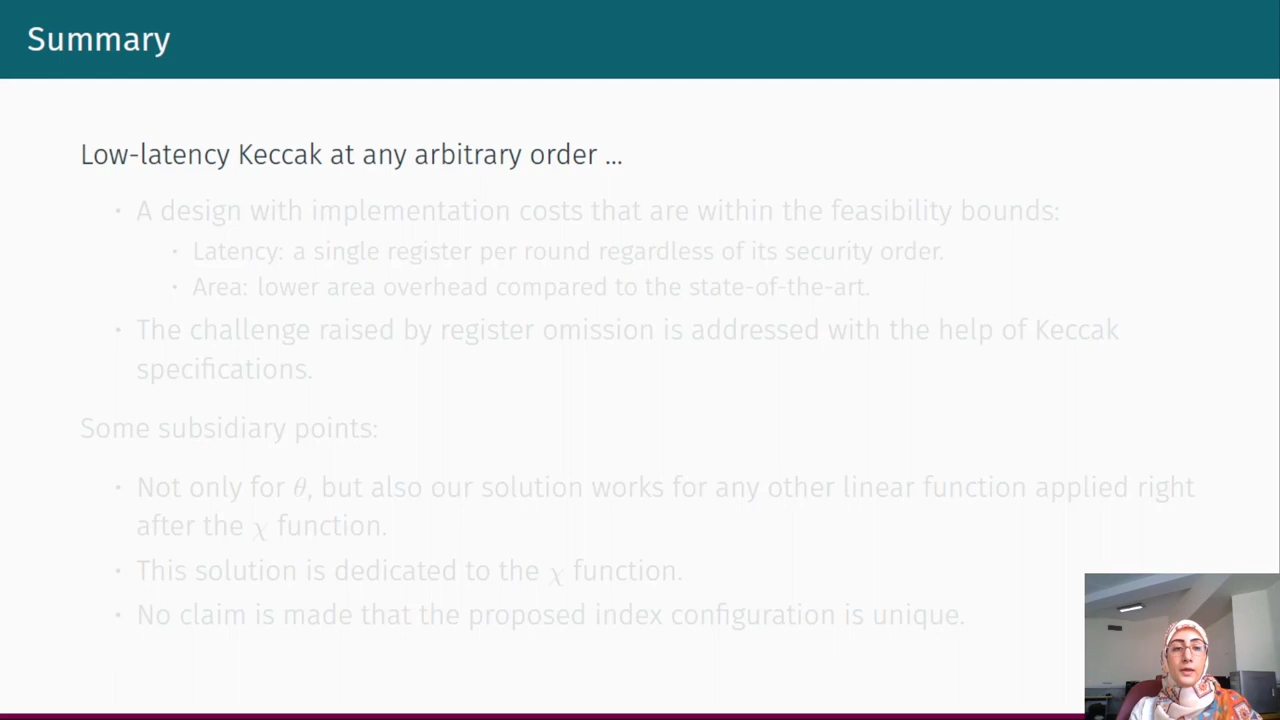 Summary
Low-latency Keccak at any arbitrary order ...
· A design with implementation costs that are within the feasibility bounds:
· Latency: a single register per round regardless of its security order.
· Area: lower area overhead compared to the state-of-the-art.
· The challenge raised by register omission is addressed with the help of Keccak
specifications.
Some subsidiary points:
· Not only for θ, but also our solution works for any other linear function applied right
after the χ function.
· This solution is dedicated to the χ function.
· No claim is made that the proposed index configuration is unique.